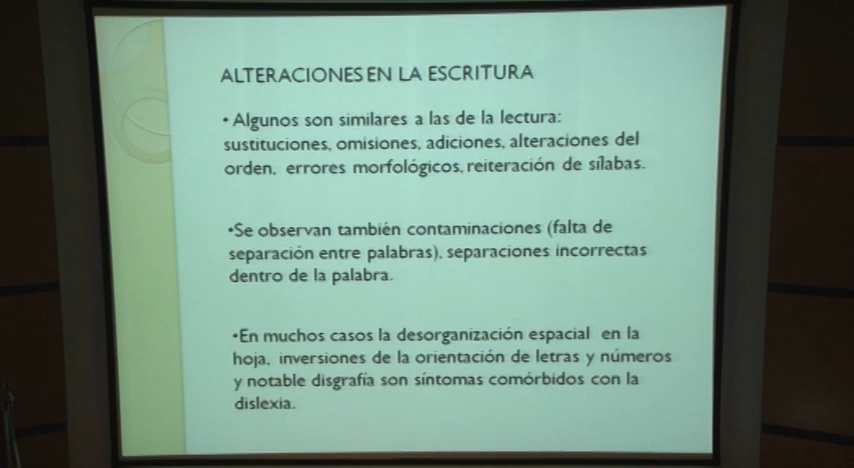 ALTERACIONES EN LA ESCRITURA
• Algunos son similares a las de la lectura:
sustituciones, omisiones, adiciones, alteraciones del
orden, errores morfológicos, reiteración de sílabas.
•Se observan también contaminaciones (falta de
separación entre palabras), separaciones incorrectas
dentro de la palabra.
•En muchos casos la desorganización espacial en la
hoja, inversiones de la orientación de letras y números
y notable disgrafía son síntomas comórbidos con la
dislexia.